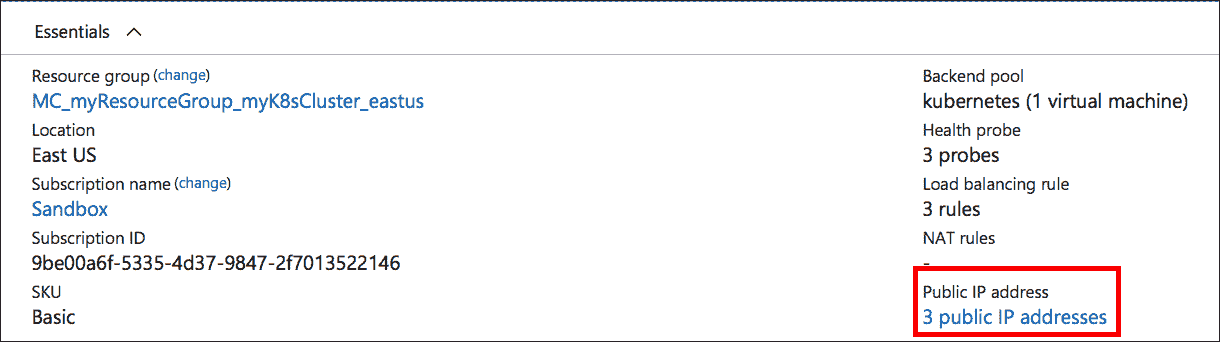 Essentials
Resource group (change)
MC_myResourceGroup_myK8sCluster_eastus
Location
East US
Subscription name (change)
Sandbox
Subscription ID
9be00a6f-5335-4d37-9847-2f7013522146
SKU
Basic
Backend pool
kubernetes (1 virtual machine)
Health probe
3 probes
Load balancing rule
3 rules
NAT rules
-
Public IP address
3 public IP addresses